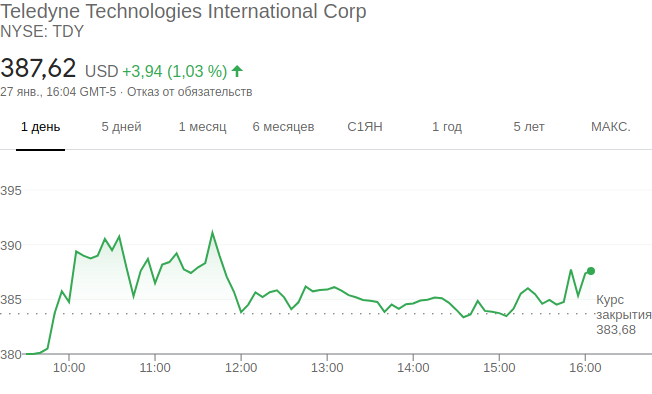 Teledyne Technologies International Corp
NYSE: TDY
387,62 USD +3,94 (1,03 %)
27 янв., 16:04 GMT-5 · Отказ от обязательств
1 день 5 дней 1 месяц 6 месяцев С1ЯН 1 год 5 лет МАКС.
395
390
385
Курс
закрытия
383,68
380
10:00 11:00 12:00 13:00 14:00 15:00 16:00